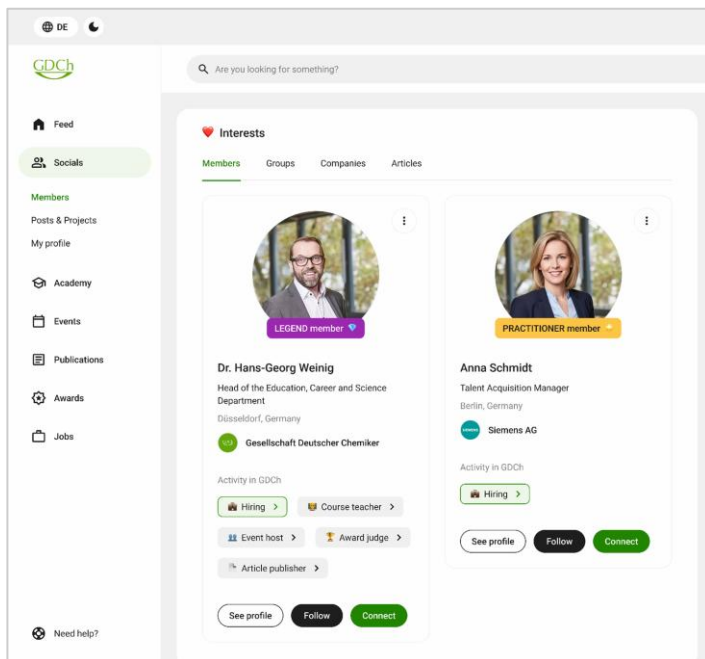 DE
GDCh
Are you looking for something?
Feed
Socials
Members
Posts & Projects
My profile
Academy
Events
Publications
Awards
Jobs
Need help?
Interests
Members Groups Companies Articles
LEGEND member
Dr. Hans-Georg Weinig
Head of the Education, Career and Science
Department
Düsseldorf, Germany
Gesellschaft Deutscher Chemiker
Activity in GDCh
Hiring >
Course teacher >
Event host >
Award judge >
Article publisher >
See profile
Follow
Connect
PRACTITIONER member
Anna Schmidt
Talent Acquisition Manager
Berlin, Germany
SIEMENS
Siemens AG
Activity in GDCh
Hiring >
See profile
Follow
Connect